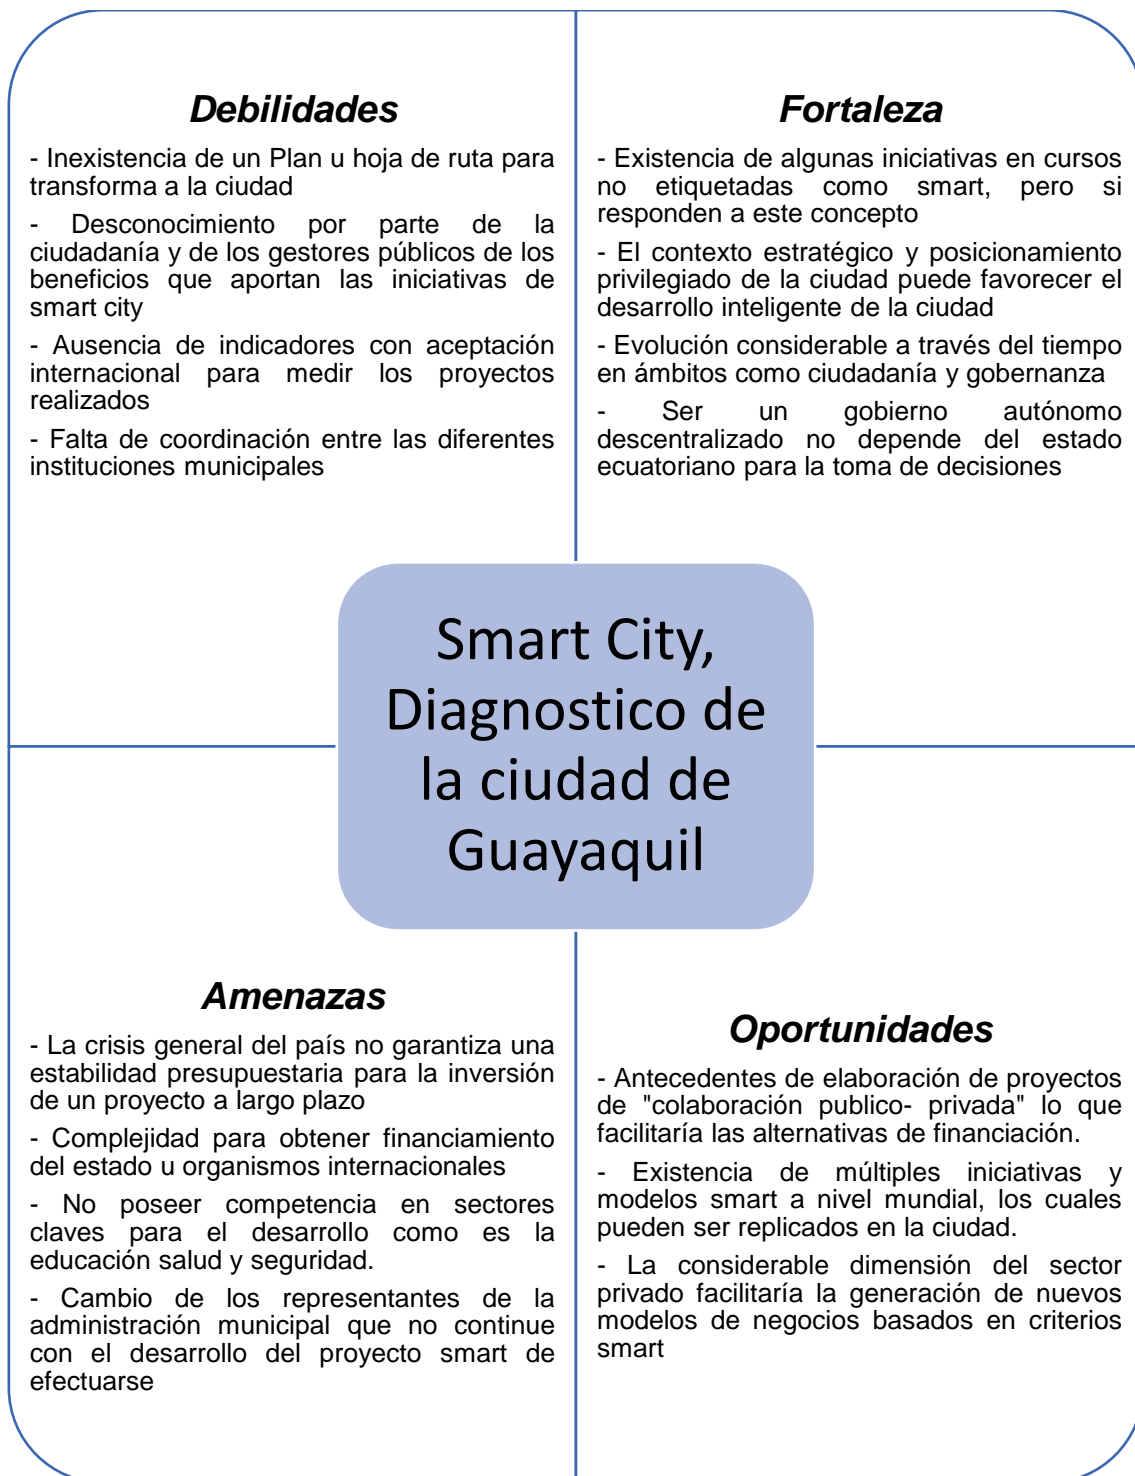 Debilidades
- Inexistencia de un Plan u hoja de ruta para
transforma a la ciudad
- Desconocimiento por parte de la
ciudadanía y de los gestores públicos de los
beneficios que aportan las iniciativas de
smart city
- Ausencia de indicadores con aceptación
internacional para medir los proyectos
realizados
- Falta de coordinación entre las diferentes
instituciones municipales
Fortaleza
- Existencia de algunas iniciativas en cursos
no etiquetadas como smart, pero si
responden a este concepto
- El contexto estratégico y posicionamiento
privilegiado de la ciudad puede favorecer el
desarrollo inteligente de la ciudad
- Evolución considerable a través del tiempo
en ámbitos como ciudadanía y gobernanza
- Ser un gobierno autónomo
descentralizado no depende del estado
ecuatoriano para la toma de decisiones
Smart City,
Diagnostico de
la ciudad de
Guayaquil
Amenazas
- La crisis general del país no garantiza una
estabilidad presupuestaria para la inversión
de un proyecto a largo plazo
- Complejidad para obtener financiamiento
del estado u organismos internacionales
- No poseer competencia en sectores
claves para el desarrollo como es la
educación salud y seguridad.
- Cambio de los representantes de la
administración municipal que no continue
con el desarrollo del proyecto smart de
efectuarse
Oportunidades
- Antecedentes de elaboración de proyectos
de "colaboración publico- privada" lo que
facilitaría las alternativas de financiación.
- Existencia de múltiples iniciativas y
modelos smart a nivel mundial, los cuales
pueden ser replicados en la ciudad.
- La considerable dimensión del sector
privado facilitaría la generación de nuevos
modelos de negocios basados en criterios
smart